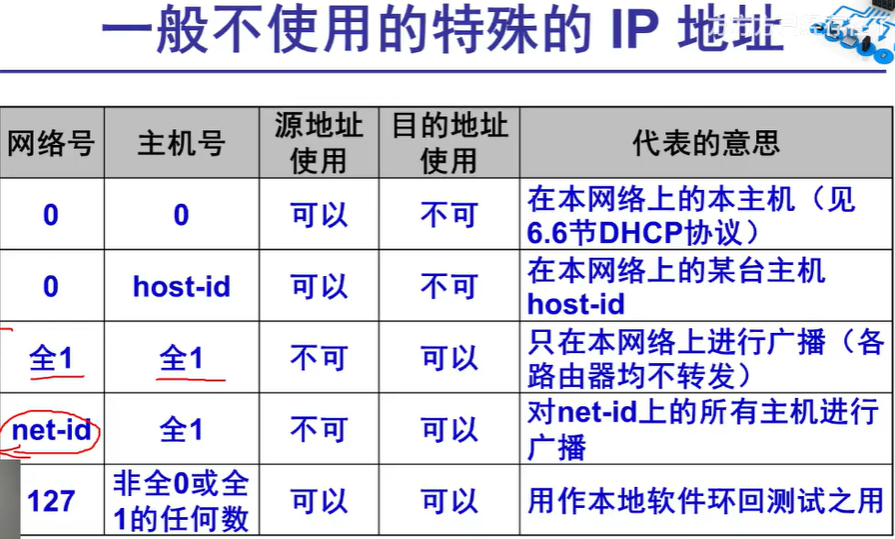 一般不使用的特殊的 IP 地址
网络号 主机号 源地址 目的地址 代表的意思
使用 使用
0 0 可以 不可 在本网络上的本主机（见
6.6节DHCP协议）
0 host-id 可以 不可 在本网络上的某台主机
host-id
全1 全1 不可 可以 只在本网络上进行广播（各
路由器均不转发）
net-id 全1 不可 可以 对net-id上的所有主机进行
广播
127 非全0或全 可以 可以 用作本地软件环回测试之用
1的任何数